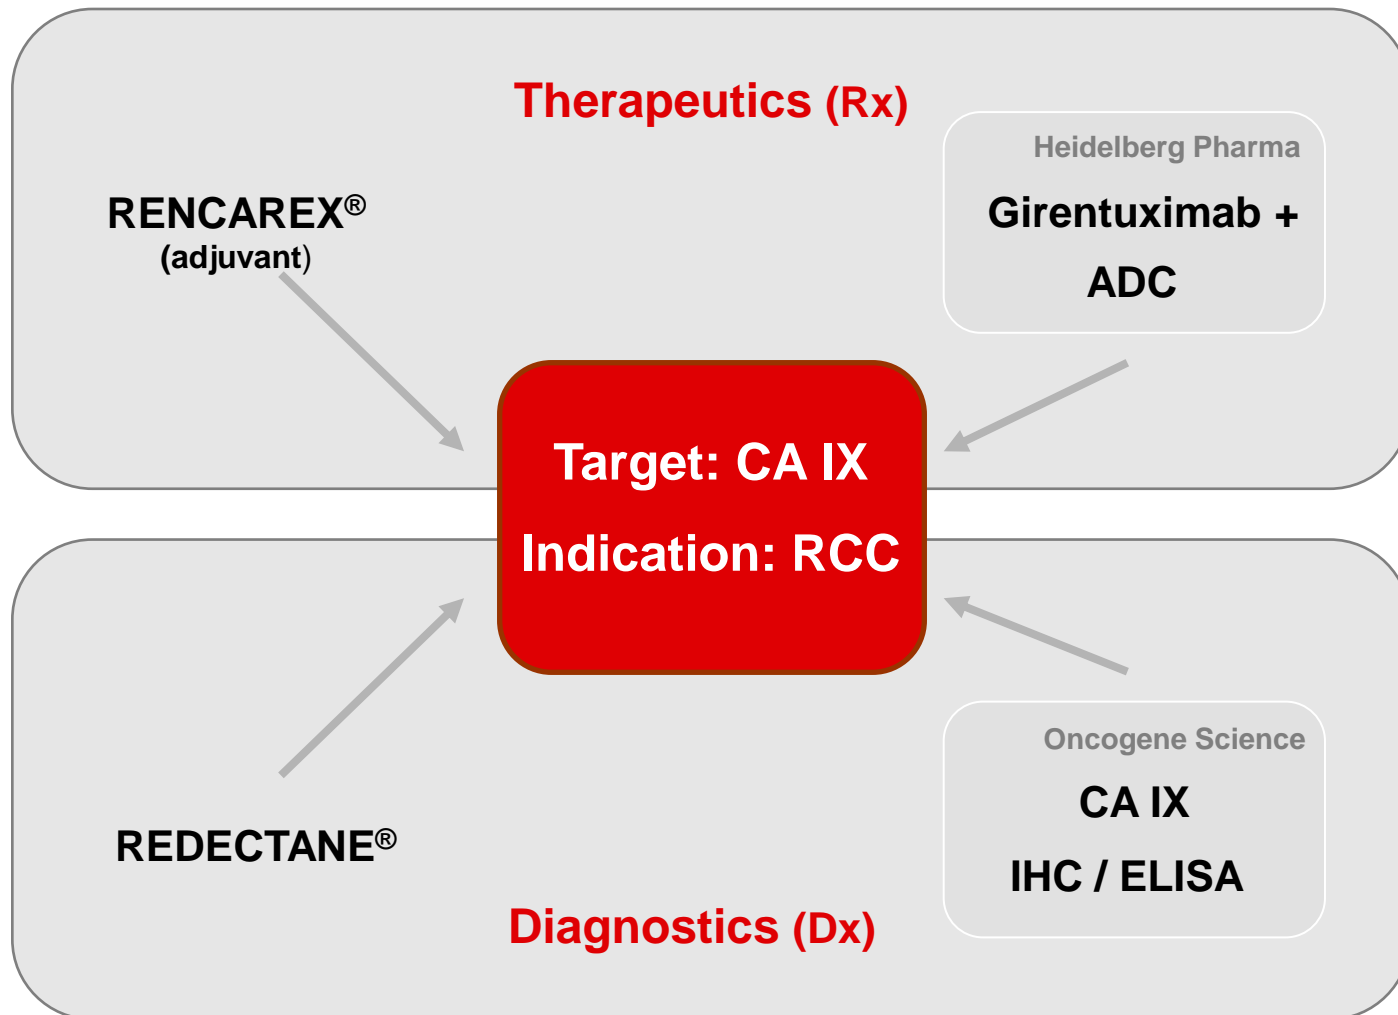 Therapeutics (Rx)
RENCAREX®
(adjuvant)
Heidelberg Pharma
Girentuximab +
ADC
Target: CA IX
Indication: RCC
REDECTANE®
Oncogene Science
CA IX
IHC / ELISA
Diagnostics (Dx)